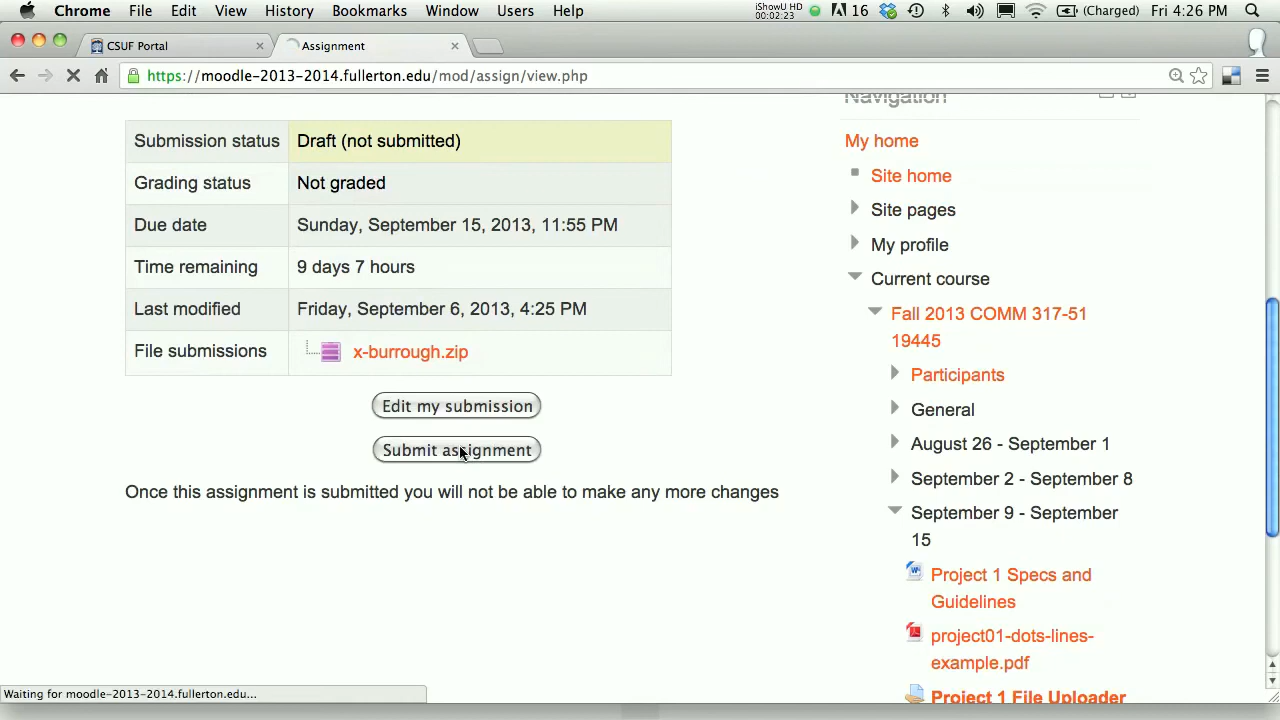 Chrome File Edit View History Bookmarks Window Users Help iShowU HD 00:02:23 16 (Charged) Fri 4:26 PM
CSUF Portal Assignment
https://moodle-2013-2014.fullerton.edu/mod/assign/view.php
Navigation
Submission status Draft (not submitted)
Grading status Not graded
Due date Sunday, September 15, 2013, 11:55 PM
Time remaining 9 days 7 hours
Last modified Friday, September 6, 2013, 4:25 PM
File submissions x-burrough.zip
Edit my submission
Submit assignment
Once this assignment is submitted you will not be able to make any more changes
My home
Site home
Site pages
My profile
Current course
Fall 2013 COMM 317-51
19445
Participants
General
August 26 - September 1
September 2 - September 8
September 9 - September
15
Project 1 Specs and
Guidelines
project01-dots-lines-
example.pdf
Project 1 File Uploader
Waiting for moodle-2013-2014.fullerton.edu...